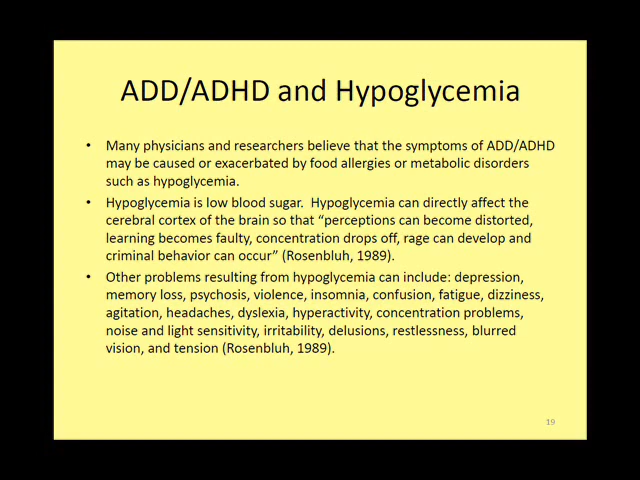 ADD/ADHD and Hypoglycemia
• Many physicians and researchers believe that the symptoms of ADD/ADHD
may be caused or exacerbated by food allergies or metabolic disorders
such as hypoglycemia.
• Hypoglycemia is low blood sugar.  Hypoglycemia can directly affect the
cerebral cortex of the brain so that “perceptions can become distorted,
learning becomes faulty, concentration drops off, rage can develop and
criminal behavior can occur” (Rosenbluh, 1989).
• Other problems resulting from hypoglycemia can include: depression,
memory loss, psychosis, violence, insomnia, confusion, fatigue, dizziness,
agitation, headaches, dyslexia, hyperactivity, concentration problems,
noise and light sensitivity, irritability, delusions, restlessness, blurred
vision, and tension (Rosenbluh, 1989).
19